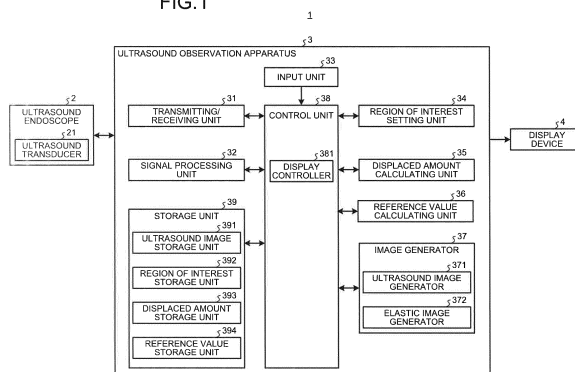 FIG.1
1
3
ULTRASOUND OBSERVATION APPARATUS
33
INPUT UNIT
2
ULTRASOUND
ENDOSCOPE
21
ULTRASOUND
TRANSDUCER
31
TRANSMITTING/
RECEIVING UNIT
32
SIGNAL PROCESSING
UNIT
39
STORAGE UNIT
391
ULTRASOUND IMAGE
STORAGE UNIT
392
REGION OF INTEREST
STORAGE UNIT
393
DISPLACED AMOUNT
STORAGE UNIT
394
REFERENCE VALUE
STORAGE UNIT
38
CONTROL UNIT
381
DISPLAY
CONTROLLER
34
REGION OF INTEREST
SETTING UNIT
35
DISPLACED AMOUNT
CALCULATING UNIT
36
REFERENCE VALUE
CALCULATING UNIT
37
IMAGE GENERATOR
371
ULTRASOUND IMAGE
GENERATOR
372
ELASTIC IMAGE
GENERATOR
4
DISPLAY
DEVICE